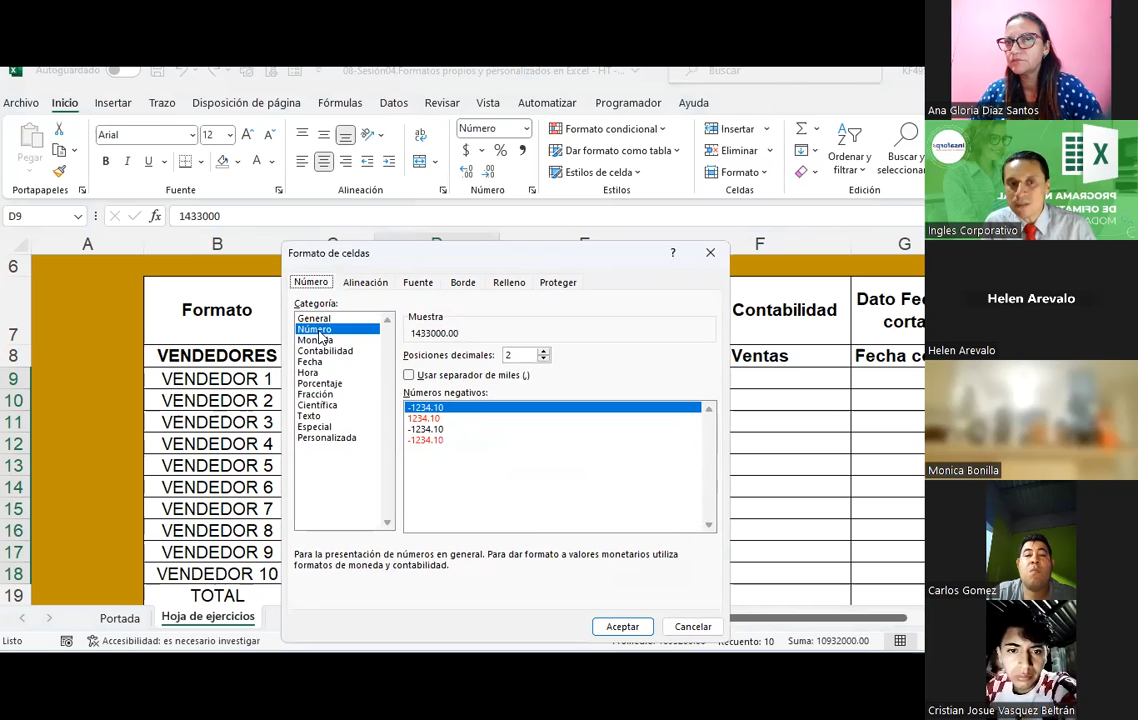 Autoguardado
08-Sesión04.Formatos propios y personalizados en Excel - HT -
Buscar
Archivo Inicio Insertar Trazo Disposición de página Fórmulas Datos Revisar Vista Automatizar Programador Ayuda
Pegar
Arial 12
N K S
Número
Formato condicional
Dar formato como tabla
Estilos de celda
Insertar
Eliminar
Formato
Ordenar y
filtrar
Buscar y
seleccionar
Portapapeles Fuente Alineación Número Estilos Celdas Edición
D9 fx 1433000
A B F G
6
7 Formato Contabilidad Dato Fe
corta
8 VENDEDORES Ventas Fecha c
9 VENDEDOR 1
10 VENDEDOR 2
11 VENDEDOR 3
12 VENDEDOR 4
13 VENDEDOR 5
14 VENDEDOR 6
15 VENDEDOR 7
16 VENDEDOR 8
17 VENDEDOR 9
18 VENDEDOR 10
19 TOTAL
Portada Hoja de ejercicios
Listo Accesibilidad: es necesario investigar Recuento: 10 Suma: 10932000.00
Formato de celdas ?
Número Alineación Fuente Borde Relleno Proteger
Categoría:
General
Número
Moneda
Contabilidad
Fecha
Hora
Porcentaje
Fracción
Científica
Texto
Especial
Personalizada
Muestra
1433000.00
Posiciones decimales: 2
Usar separador de miles (,)
Números negativos:
-1234.10
1234.10
-1234.10
-1234.10
Para la presentación de números en general. Para dar formato a valores monetarios utiliza
formatos de moneda y contabilidad.
Aceptar Cancelar
Ana Gloria Diaz Santos
Ingles Corporativo
Helen Arevalo
Helen Arevalo
Monica Bonilla
Carlos Gomez
Cristian Josue Vasquez Beltrán